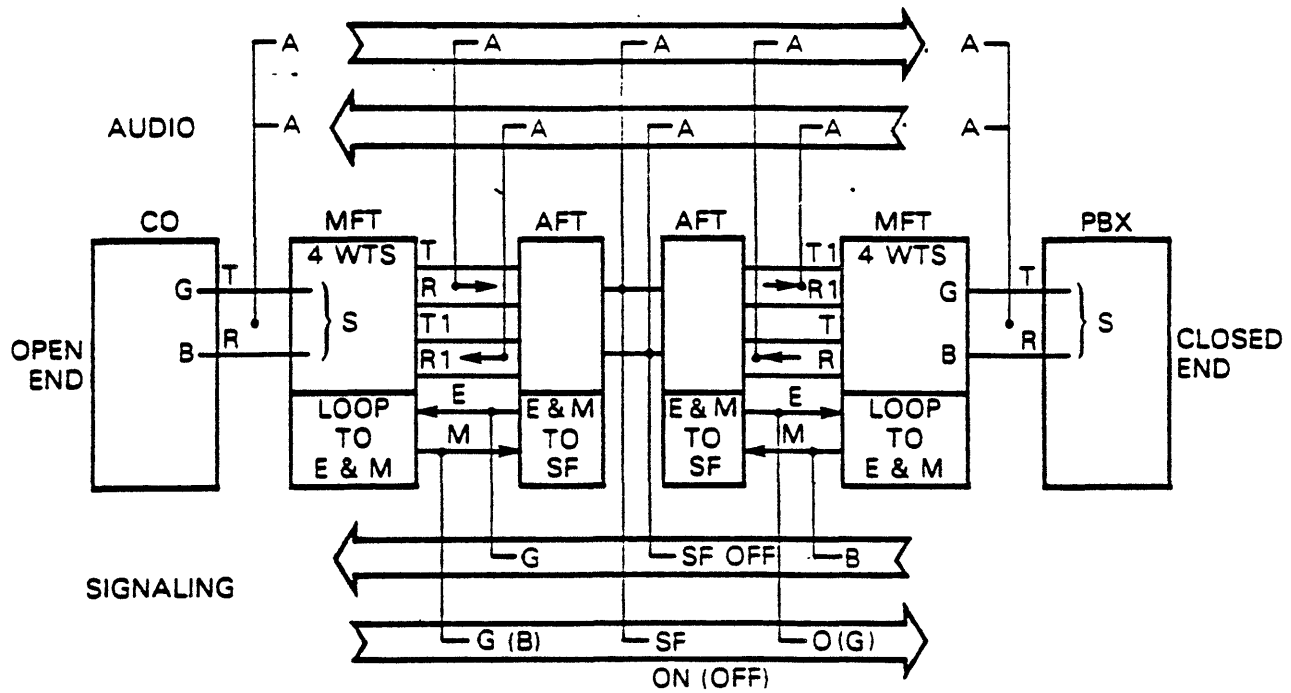 A A A A A
AUDIO A A A A A
CO MFT AFT AFT MFT PBX
4 WTS T T1 4 WTS
G T R R1 G T
S T1 T S
OPEN END B R R1 R B R CLOSED END
LOOP TO E & M E E & M TO SF E & M TO SF E LOOP TO E & M
M M
G SF OFF B
SIGNALING
G (B) SF O (G)
ON (OFF)